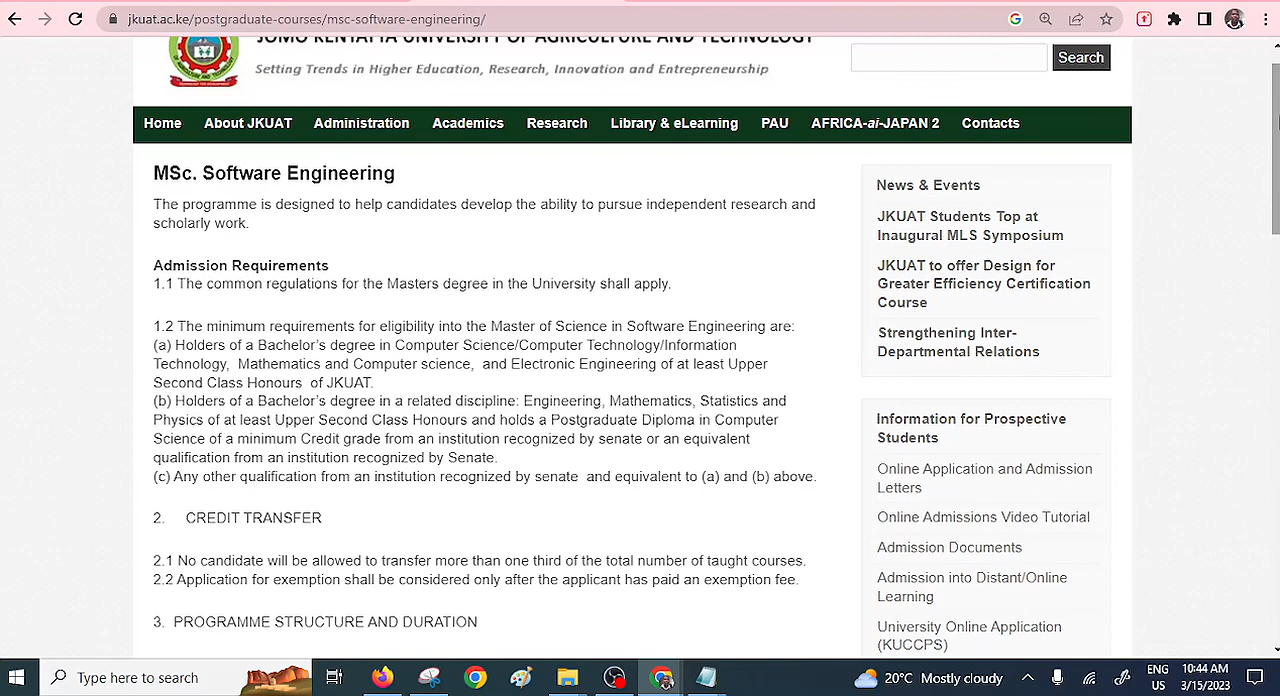 jkuat.ac.ke/postgraduate-courses/msc-software-engineering/
JOMO KENYATTA UNIVERSITY OF AGRICULTURE AND TECHNOLOGY
Setting Trends in Higher Education, Research, Innovation and Entrepreneurship
Search
Home About JKUAT Administration Academics Research Library & eLearning PAU AFRICA-ai-JAPAN 2 Contacts
MSc. Software Engineering
The programme is designed to help candidates develop the ability to pursue independent research and
scholarly work.
Admission Requirements
1.1 The common regulations for the Masters degree in the University shall apply.
1.2 The minimum requirements for eligibility into the Master of Science in Software Engineering are:
(a) Holders of a Bachelor's degree in Computer Science/Computer Technology/Information
Technology,  Mathematics and Computer science,  and Electronic Engineering of at least Upper
Second Class Honours  of JKUAT.
(b) Holders of a Bachelor's degree in a related discipline: Engineering, Mathematics, Statistics and
Physics of at least Upper Second Class Honours and holds a Postgraduate Diploma in Computer
Science of a minimum Credit grade from an institution recognized by senate or an equivalent
qualification from an institution recognized by Senate.
(c) Any other qualification from an institution recognized by senate  and equivalent to (a) and (b) above.
2. CREDIT TRANSFER
2.1 No candidate will be allowed to transfer more than one third of the total number of taught courses.
2.2 Application for exemption shall be considered only after the applicant has paid an exemption fee.
3. PROGRAMME STRUCTURE AND DURATION
News & Events
JKUAT Students Top at
Inaugural MLS Symposium
JKUAT to offer Design for
Greater Efficiency Certification
Course
Strengthening Inter-
Departmental Relations
Information for Prospective
Students
Online Application and Admission
Letters
Online Admissions Video Tutorial
Admission Documents
Admission into Distant/Online
Learning
University Online Application
(KUCCPS)
Type here to search
20°C Mostly cloudy
ENG
US
10:44 AM
3/15/2023